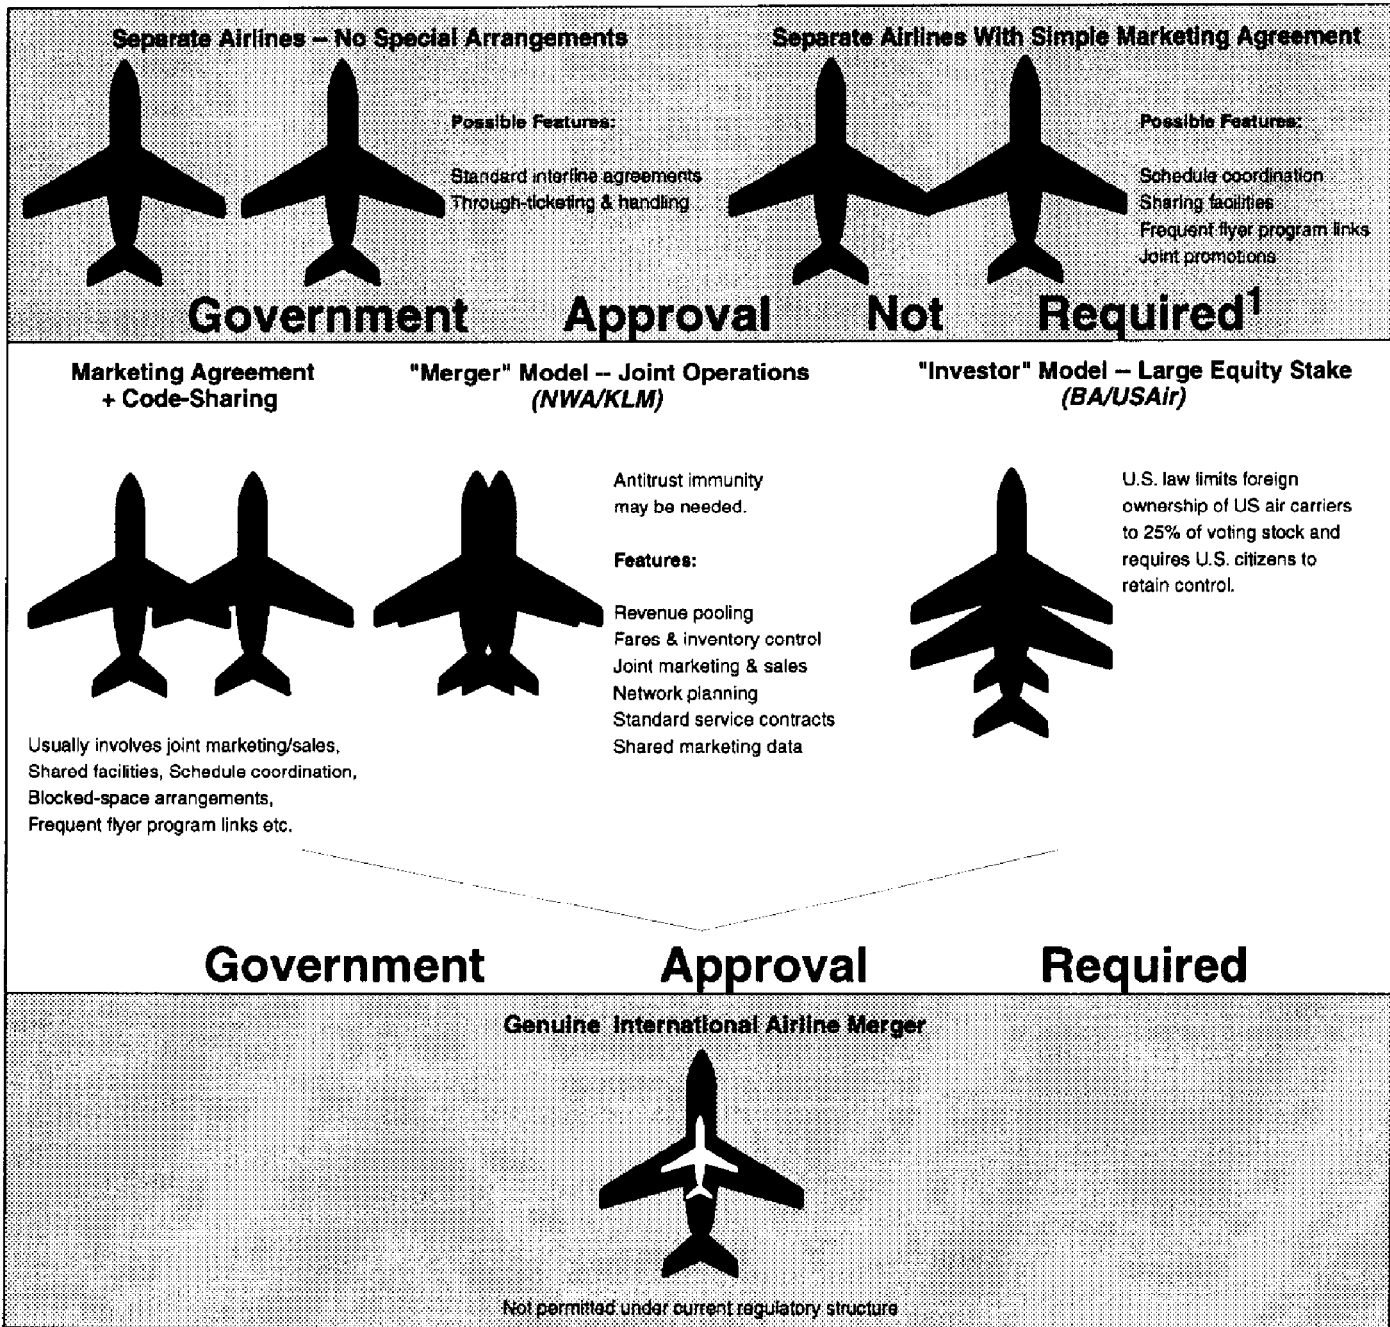 Separate Airlines – No Special Arrangements
Possible Features:
Standard interline agreements
Through-ticketing & handling
Separate Airlines With Simple Marketing Agreement
Possible Features:
Schedule coordination
Sharing facilities
Frequent flyer program links
Joint promotions
Government Approval Not Required1
Marketing Agreement
+ Code-Sharing
Usually involves joint marketing/sales,
Shared facilities, Schedule coordination,
Blocked-space arrangements,
Frequent flyer program links etc.
"Merger" Model – Joint Operations
(NWA/KLM)
Antitrust immunity
may be needed.
Features:
Revenue pooling
Fares & inventory control
Joint marketing & sales
Network planning
Standard service contracts
Shared marketing data
"Investor" Model – Large Equity Stake
(BA/USAir)
U.S. law limits foreign
ownership of US air carriers
to 25% of voting stock and
requires U.S. citizens to
retain control.
Government Approval Required
Genuine International Airline Merger
Not permitted under current regulatory structure